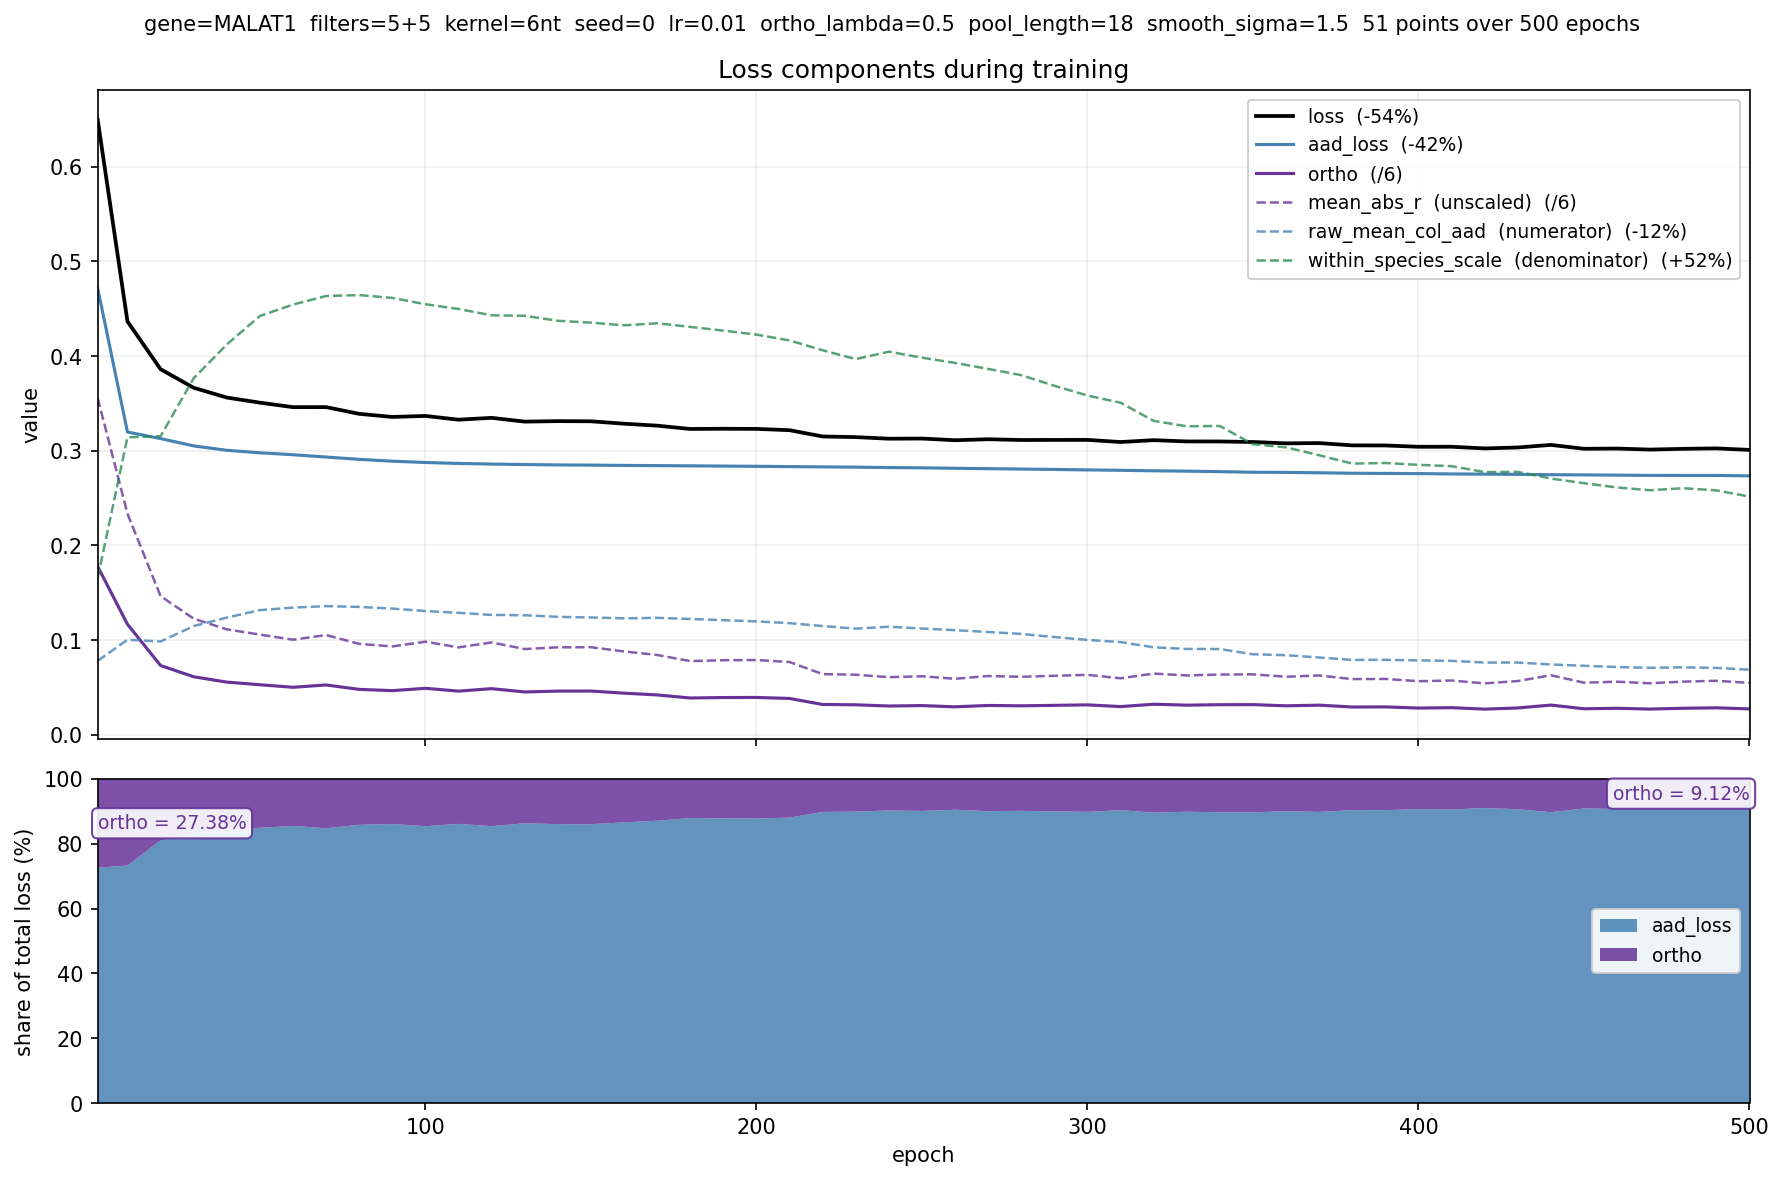 gene=MALAT1  filters=5+5  kernel=6nt  seed=0  lr=0.01  ortho_lambda=0.5  pool_length=18  smooth_sigma=1.5  51 points over 500 epochs
Loss components during training
loss  (-54%)
aad_loss  (-42%)
ortho  (/6)
mean_abs_r  (unscaled)  (/6)
raw_mean_col_aad  (numerator)  (-12%)
within_species_scale  (denominator)  (+52%)
value
0.6
0.5
0.4
0.3
0.2
0.1
0.0
share of total loss (%)
100
80
60
40
20
0
ortho = 27.38%
ortho = 9.12%
aad_loss
ortho
100
200
300
400
500
epoch